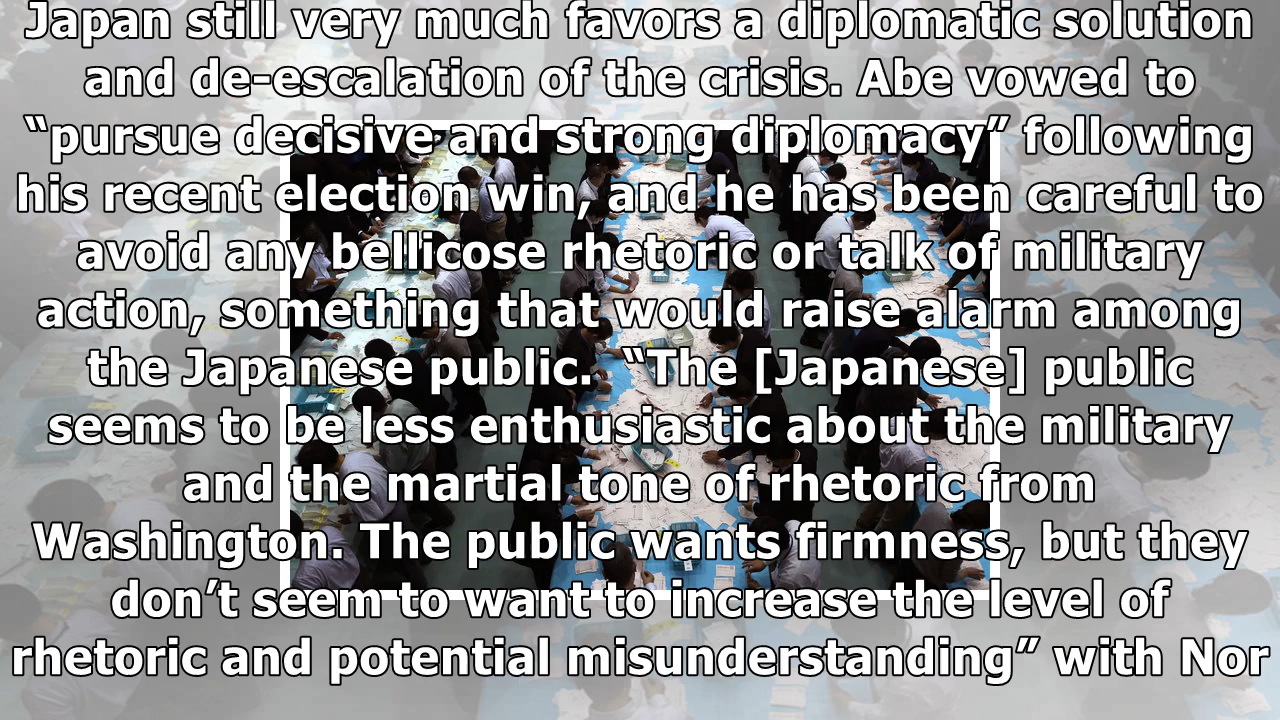 Japan still very much favors a diplomatic solution
and de-escalation of the crisis. Abe vowed to
“pursue decisive and strong diplomacy” following
his recent election win, and he has been careful to
avoid any bellicose rhetoric or talk of military
action, something that would raise alarm among
the Japanese public.  “The [Japanese] public
seems to be less enthusiastic about the military
and the martial tone of rhetoric from
Washington. The public wants firmness, but they
don’t seem to want to increase the level of
rhetoric and potential misunderstanding” with Nor